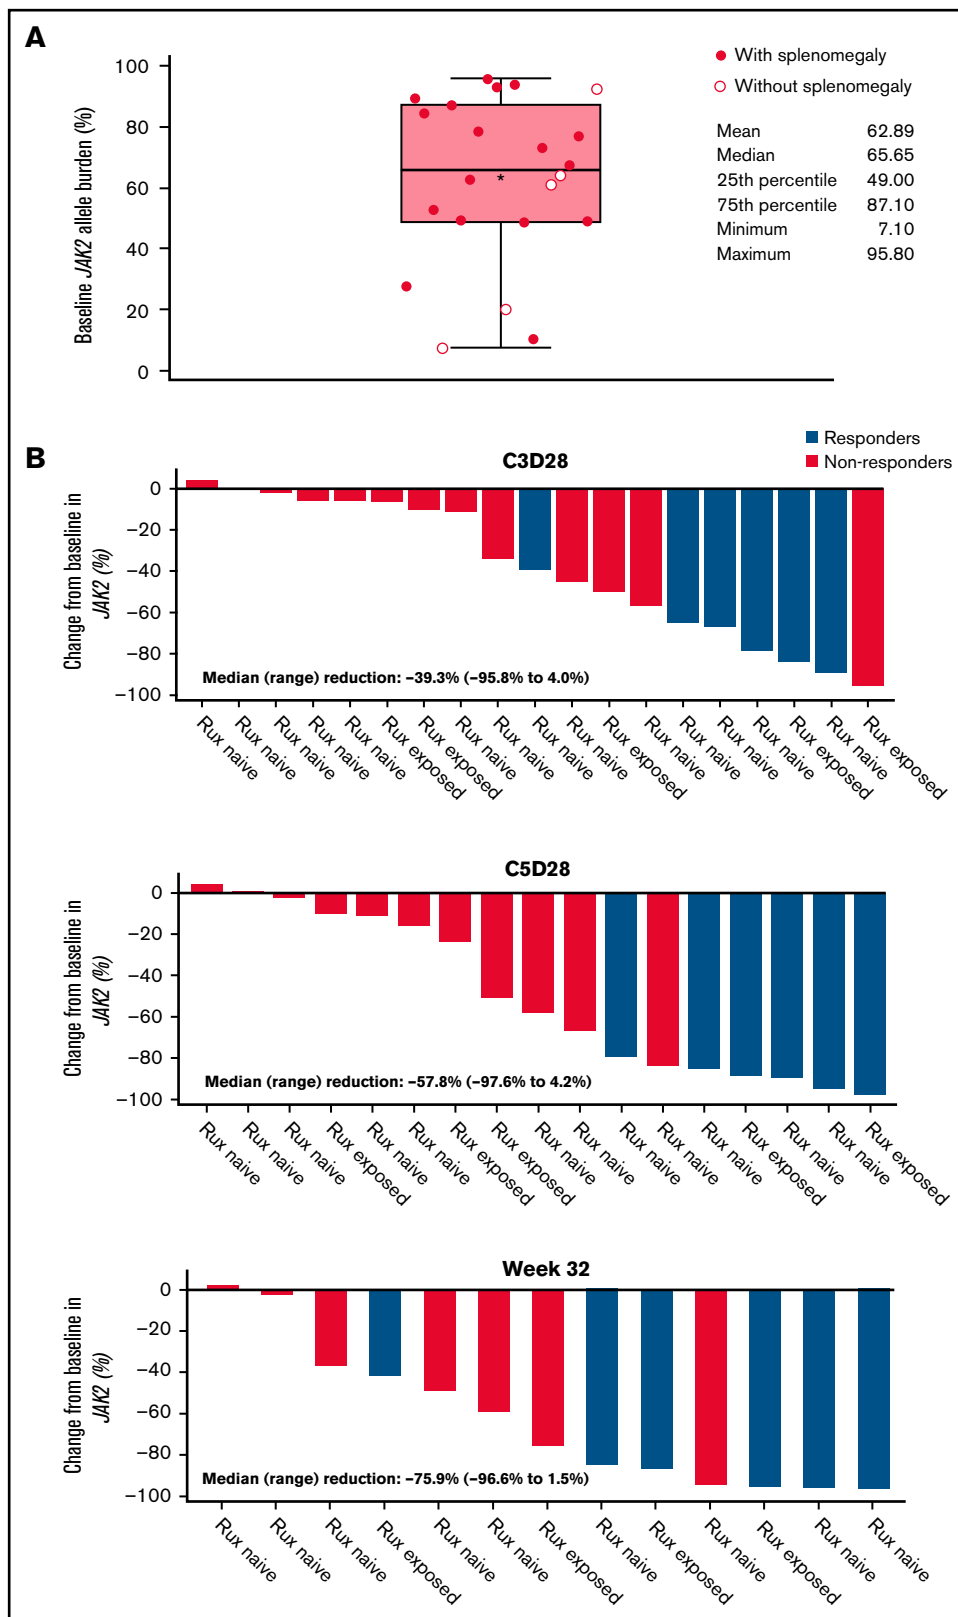 A
100
80
60
40
20
0
Baseline JAK2 allele burden (%)
*
With splenomegaly
Without splenomegaly
Mean 62.89
Median 65.65
25th percentile 49.00
75th percentile 87.10
Minimum 7.10
Maximum 95.80
B
Responders
Non-responders
C3D28
0
−20
−40
−60
−80
−100
Change from baseline in
JAK2 (%)
Median (range) reduction: −39.3% (−95.8% to 4.0%)
Rux naive
Rux naive
Rux naive
Rux naive
Rux naive
Rux exposed
Rux exposed
Rux naive
Rux naive
Rux naive
Rux naive
Rux exposed
Rux naive
Rux naive
Rux naive
Rux naive
Rux exposed
Rux naive
Rux exposed
C5D28
0
−20
−40
−60
−80
−100
Change from baseline in
JAK2 (%)
Median (range) reduction: −57.8% (−97.6% to 4.2%)
Rux naive
Rux naive
Rux naive
Rux exposed
Rux naive
Rux naive
Rux exposed
Rux exposed
Rux naive
Rux naive
Rux naive
Rux naive
Rux naive
Rux exposed
Rux naive
Rux naive
Rux exposed
Week 32
0
−20
−40
−60
−80
−100
Change from baseline in
JAK2 (%)
Median (range) reduction: −75.9% (−96.6% to 1.5%)
Rux naive
Rux naive
Rux naive
Rux exposed
Rux naive
Rux naive
Rux exposed
Rux naive
Rux exposed
Rux naive
Rux exposed
Rux naive
Rux naive